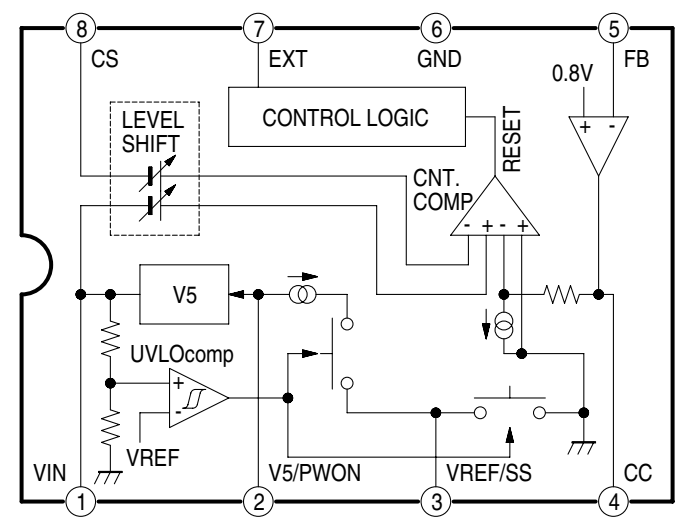 8 7 6 5
CS EXT GND FB
0.8V
LEVEL
SHIFT
CONTROL LOGIC
RESET
+ -
CNT.
COMP
- + - +
V5
UVLOcomp
+
-
VREF
VIN V5/PWON VREF/SS CC
1 2 3 4